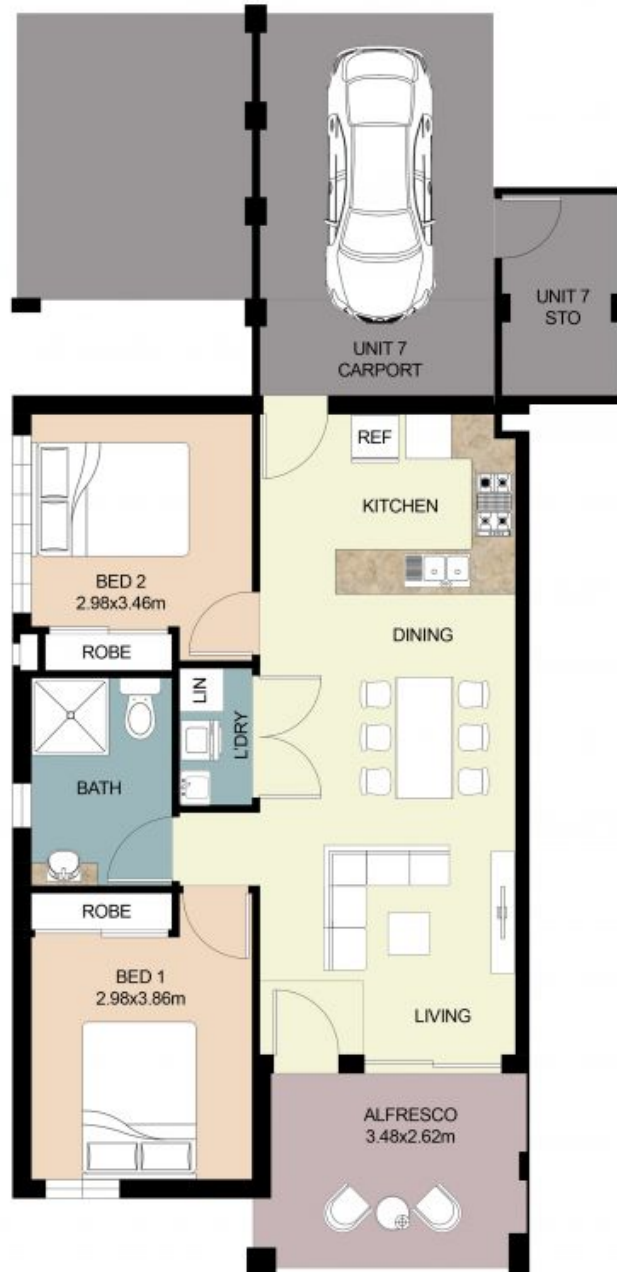 UNIT 7
STO
UNIT 7
CARPORT
REF
KITCHEN
BED 2
2.98x3.46m
DINING
ROBE
LIN
L'DRY
BATH
ROBE
BED 1
2.98x3.86m
LIVING
ALFRESCO
3.48x2.62m